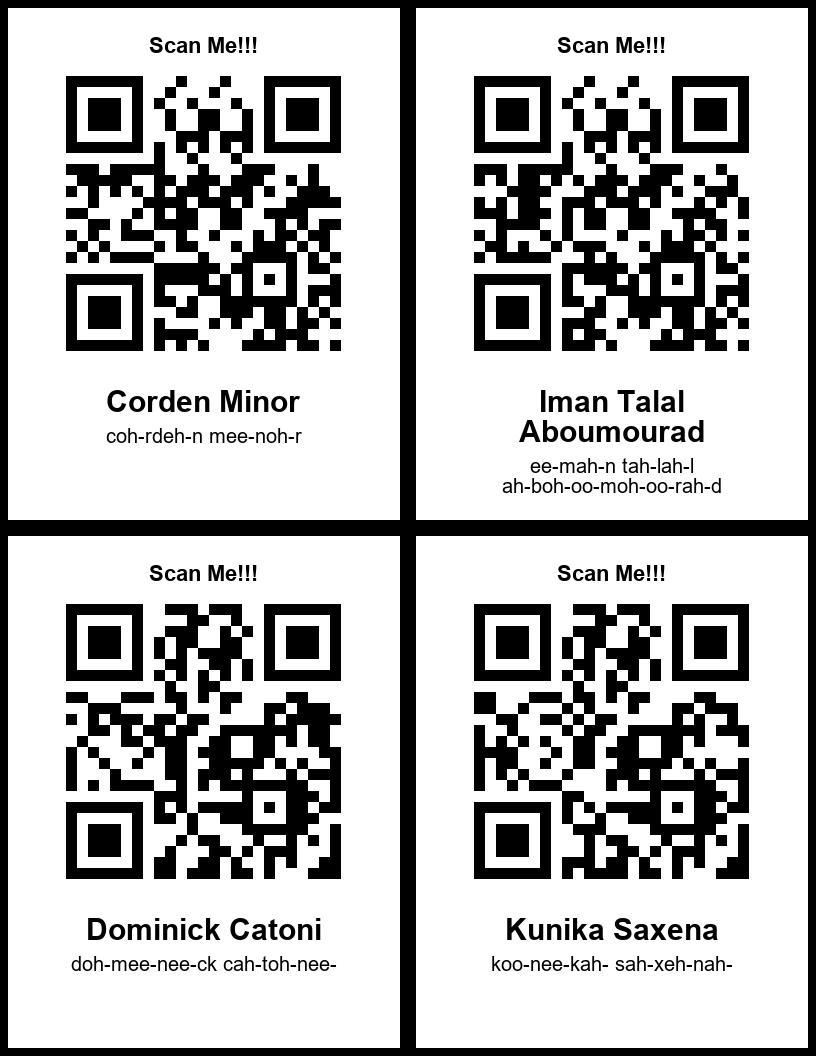 Scan Me!!!
Corden Minor
coh-rdeh-n mee-noh-r
Scan Me!!!
Iman Talal
Aboumourad
ee-mah-n tah-lah-l
ah-boh-oo-moh-oo-rah-d
Scan Me!!!
Dominick Catoni
doh-mee-nee-ck cah-toh-nee-
Scan Me!!!
Kunika Saxena
koo-nee-kah- sah-xeh-nah-